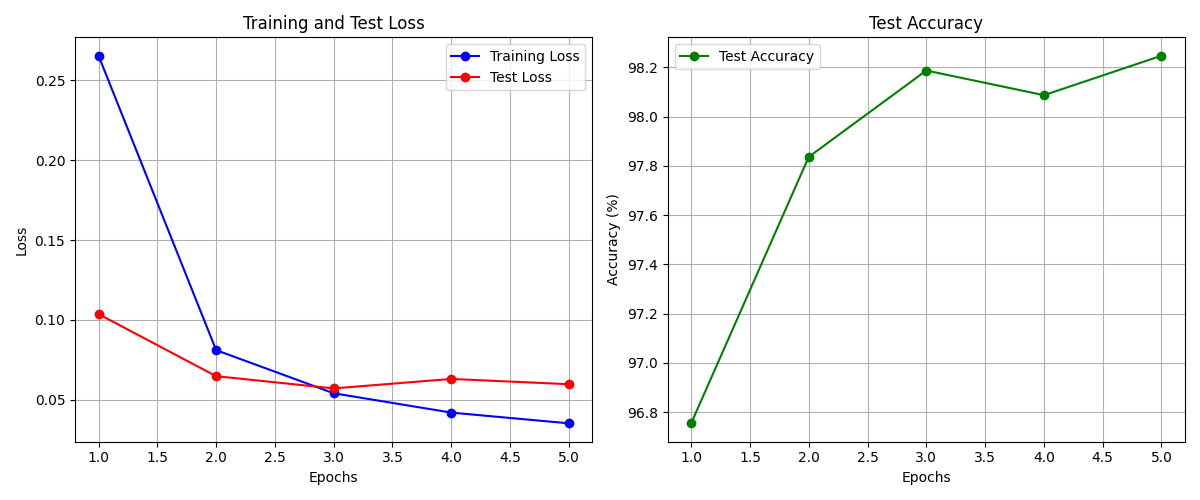 Training and Test Loss
Training Loss
Test Loss
0.25
0.20
0.15
0.10
0.05
Loss
1.0 1.5 2.0 2.5 3.0 3.5 4.0 4.5 5.0
Epochs
Test Accuracy
Test Accuracy
98.2
98.0
97.8
97.6
97.4
97.2
97.0
96.8
Accuracy (%)
1.0 1.5 2.0 2.5 3.0 3.5 4.0 4.5 5.0
Epochs